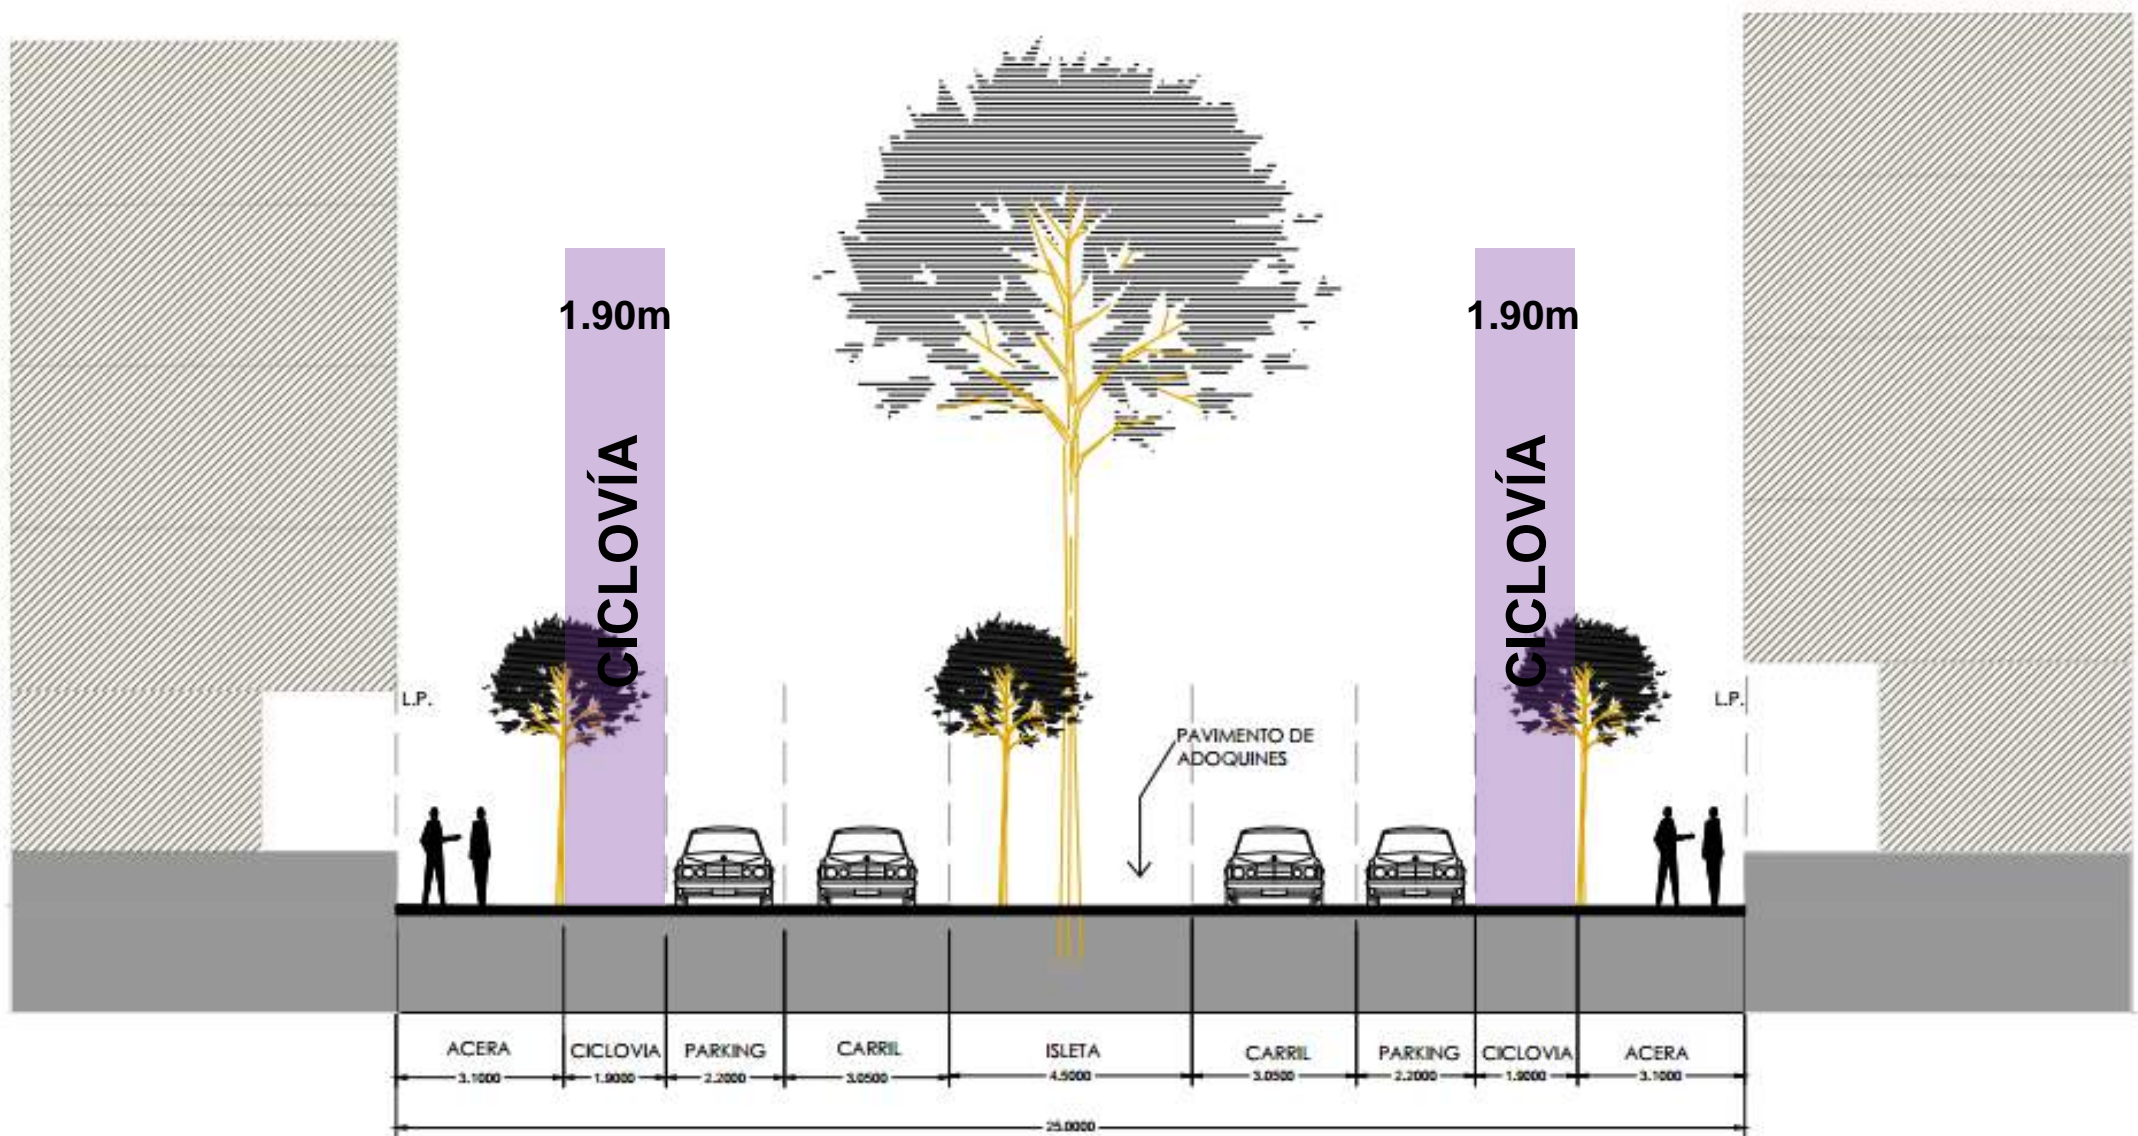 1.90m
1.90m
CICLOVÍA
CICLOVÍA
L.P.
L.P.
PAVIMENTO DE
ADOQUINES
ACERA
CICLOVIA
PARKING
CARRIL
ISLETA
CARRIL
PARKING
CICLOVIA
ACERA
3.1000
1.9000
2.2000
3.0500
4.5000
3.0500
2.2000
1.9000
3.1000
25.0000